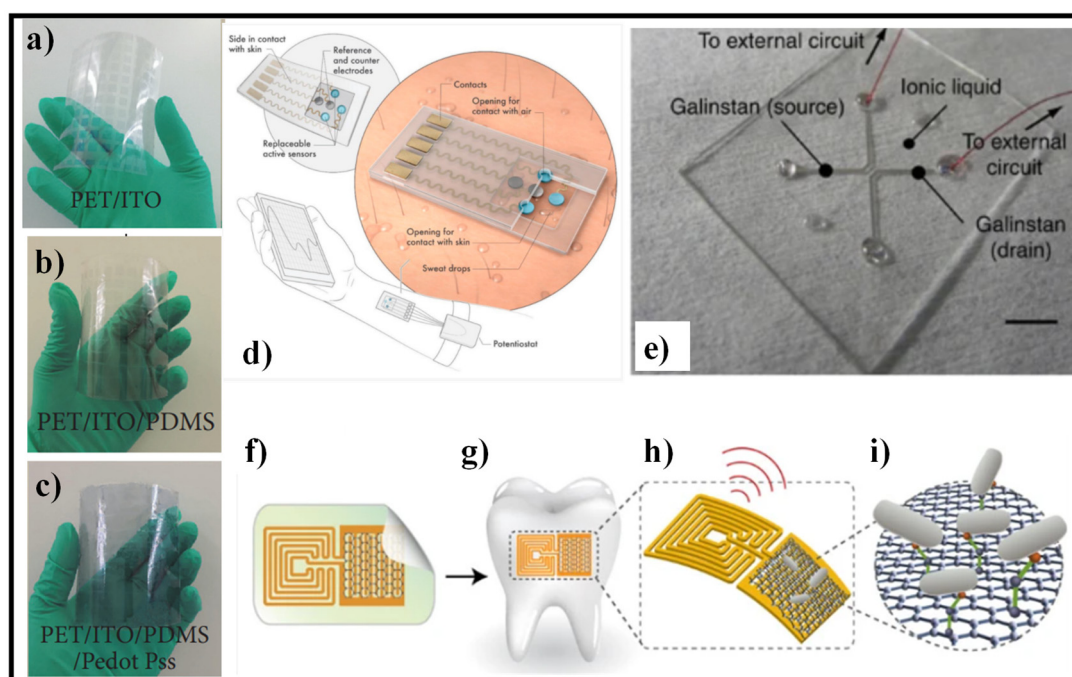 a)
PET/ITO
b)
PET/ITO/PDMS
c)
PET/ITO/PDMS
/Pedot Pss
d)
Side in contact
with skin
Reference
and counter
electrodes
Replaceable
active sensors
Contacts
Opening for
contact with air
Opening for
contact with skin
Sweat drops
Potentiostat
e)
To external circuit
Galinstan (source)
Ionic liquid
To external
circuit
Galinstan
(drain)
f)
g)
h)
i)